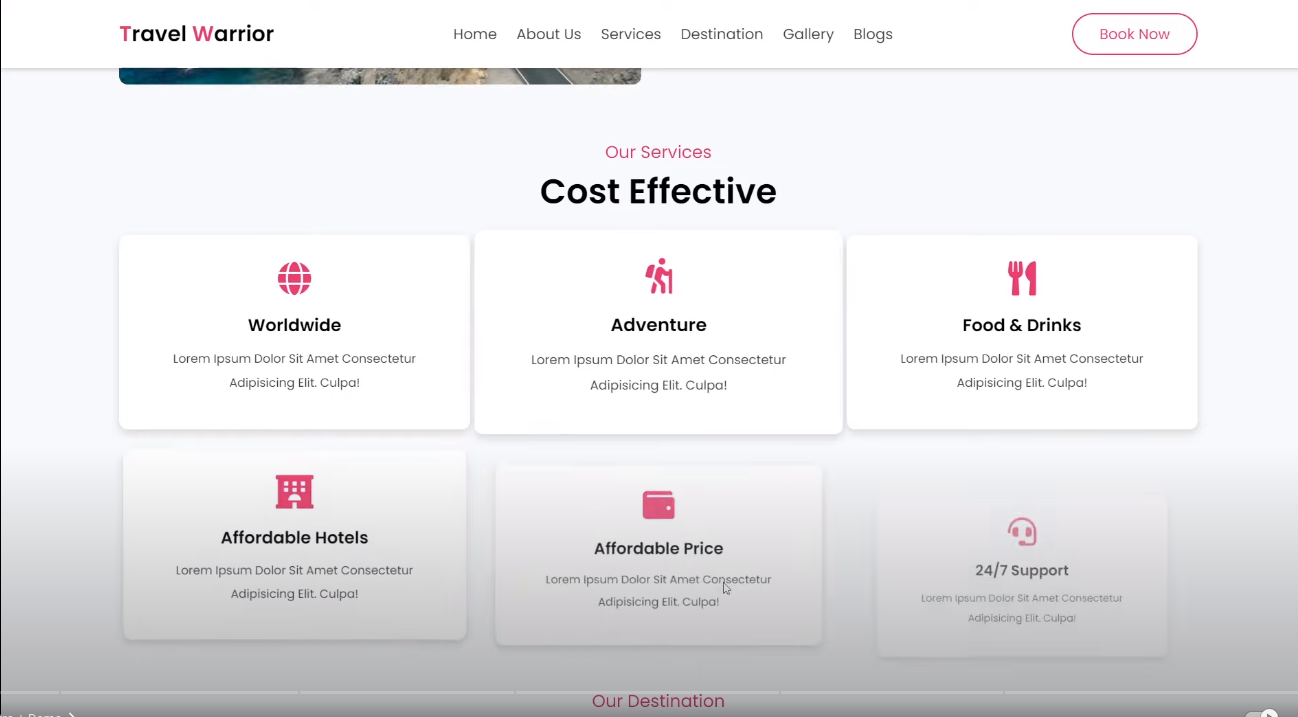 Travel Warrior
Home About Us Services Destination Gallery Blogs
Book Now
Our Services
Cost Effective
Worldwide
Lorem Ipsum Dolor Sit Amet Consectetur
Adipisicing Elit. Culpa!
Adventure
Lorem Ipsum Dolor Sit Amet Consectetur
Adipisicing Elit. Culpa!
Food & Drinks
Lorem Ipsum Dolor Sit Amet Consectetur
Adipisicing Elit. Culpa!
Affordable Hotels
Lorem Ipsum Dolor Sit Amet Consectetur
Adipisicing Elit. Culpa!
Affordable Price
Lorem Ipsum Dolor Sit Amet Consectetur
Adipisicing Elit. Culpa!
24/7 Support
Lorem Ipsum Dolor Sit Amet Consectetur
Adipisicing Elit. Culpa!
Our Destination